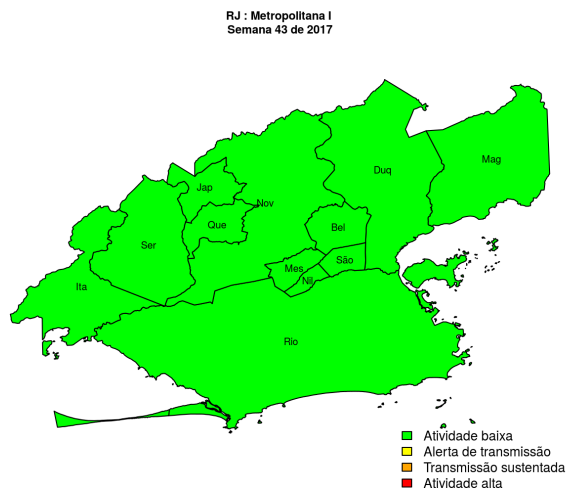 RJ : Metropolitana I
Semana 43 de 2017
Mag
Duq
Jap
Nov
Que
Bel
Ser
São
Mes
Nil
Ita
Rio
Atividade baixa
Alerta de transmissão
Transmissão sustentada
Atividade alta